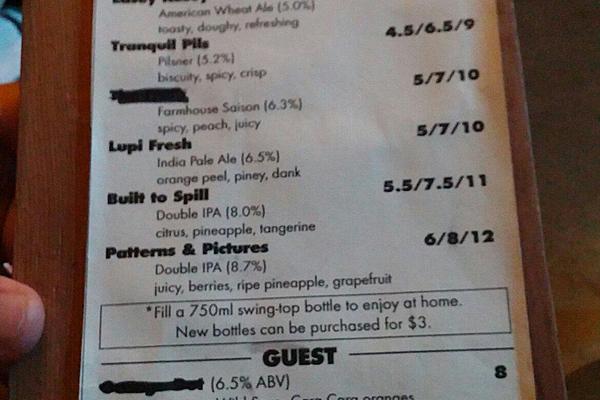 American Wheat Ale (5.0%)
toasty, doughy, refreshing
4.5/6.5/9
Tranquil Pils
Pilsner (5.2%)
biscuity, spicy, crisp
5/7/10
Farmhouse Saison (6.3%)
spicy, peach, juicy
5/7/10
Lupi Fresh
India Pale Ale (6.5%)
orange peel, piney, dank
5.5/7.5/11
Built to Spill
Double IPA (8.0%)
citrus, pineapple, tangerine
6/8/12
Patterns & Pictures
Double IPA (8.7%)
juicy, berries, ripe pineapple, grapefruit
*Fill a 750ml swing-top bottle to enjoy at home.
New bottles can be purchased for $3.
GUEST
(6.5% ABV) 8
Cara Cara oranges